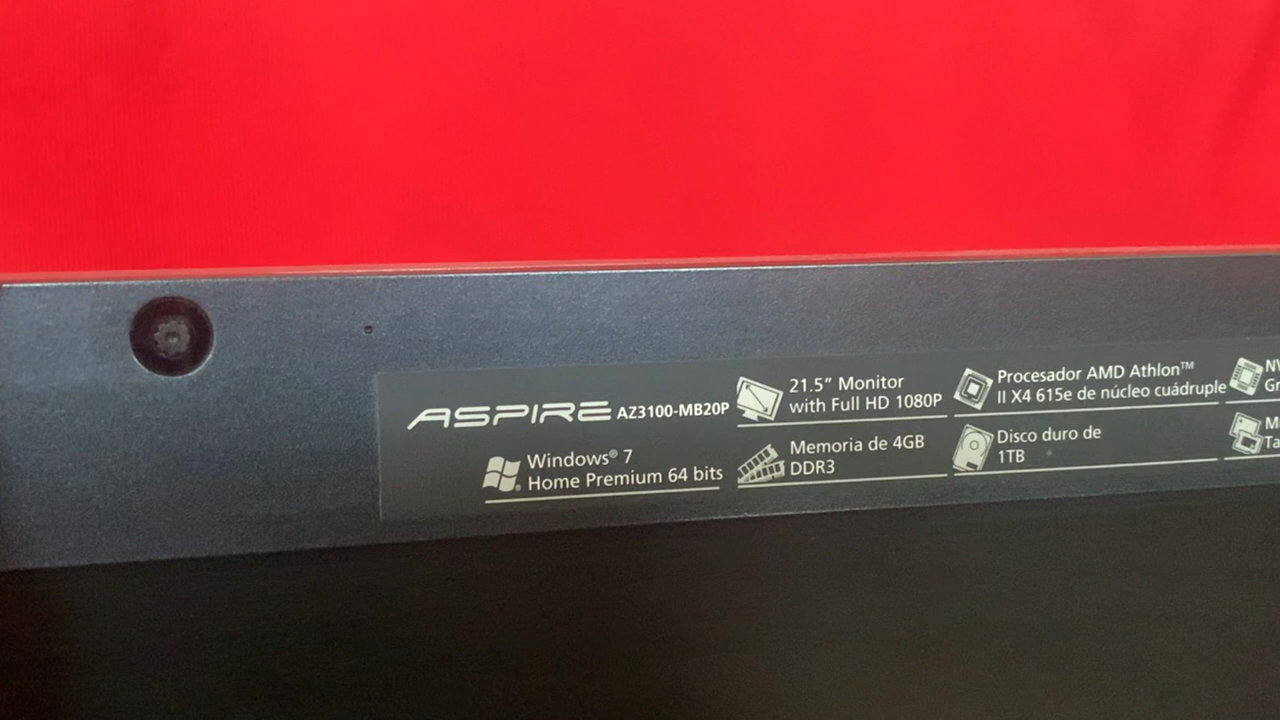 ASPIRE AZ3100-MB20P
Windows® 7
Home Premium 64 bits
21.5” Monitor
with Full HD 1080P
Memoria de 4GB
DDR3
Procesador AMD Athlon™
II X4 615e de núcleo cuádruple
Disco duro de
1TB